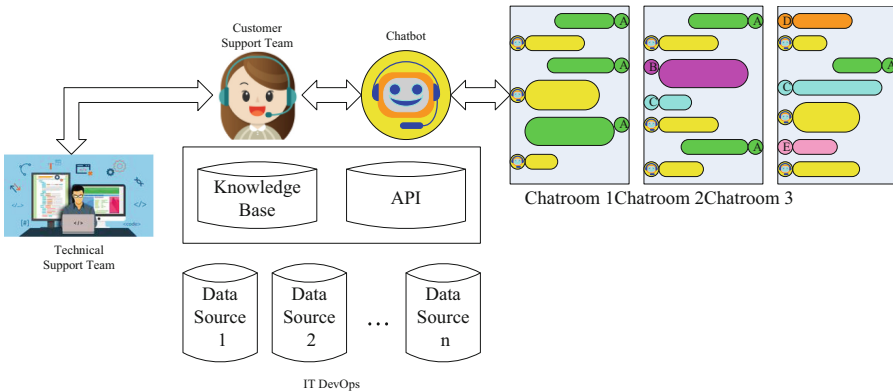 Customer
Support Team
Chatbot
A
A
A
A
B
C
A
D
A
C
E
Knowledge
Base
API
Chatroom 1Chatroom 2Chatroom 3
Technical
Support Team
Data
Source
1
Data
Source
2
...
Data
Source
n
IT DevOps